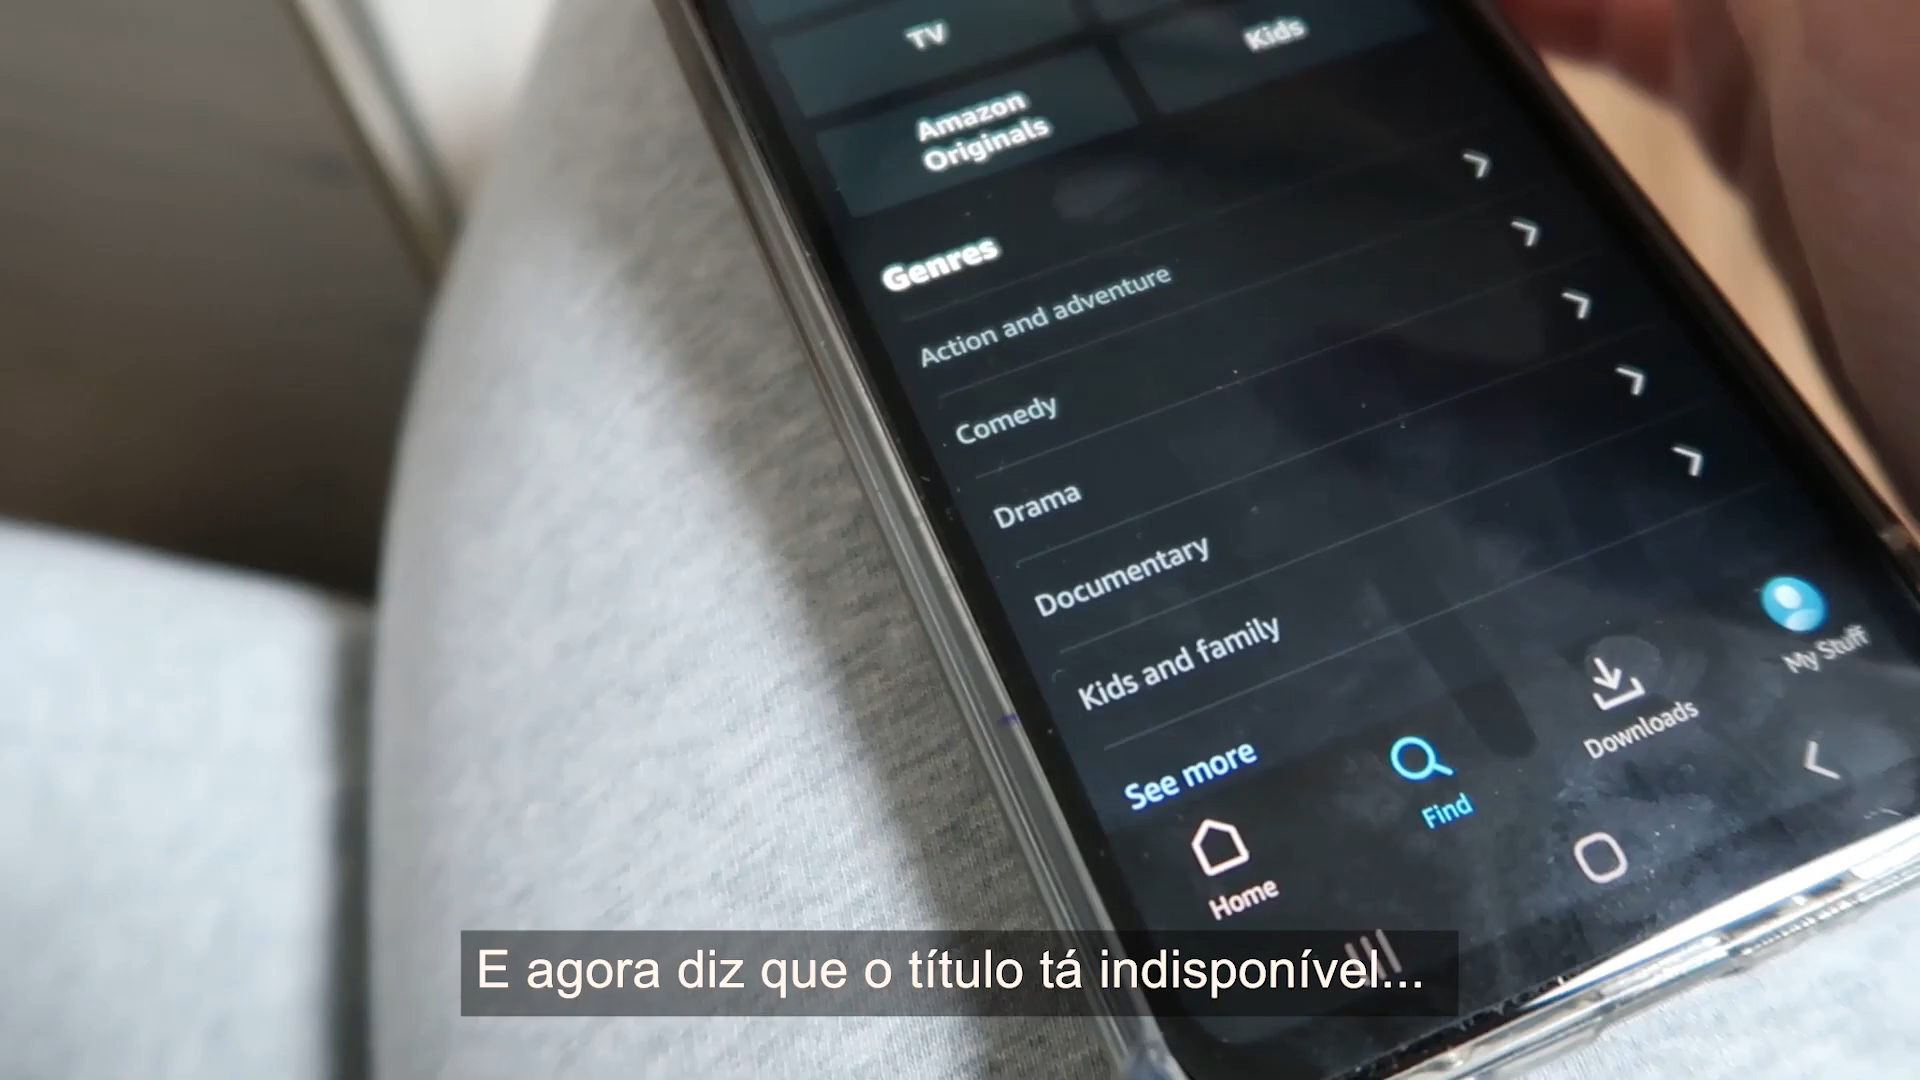 TV
Kids
Amazon
Originals
Genres
Action and adventure
Comedy
Drama
Documentary
Kids and family
See more
Home
Find
Downloads
My Stuff
E agora diz que o título tá indisponível...